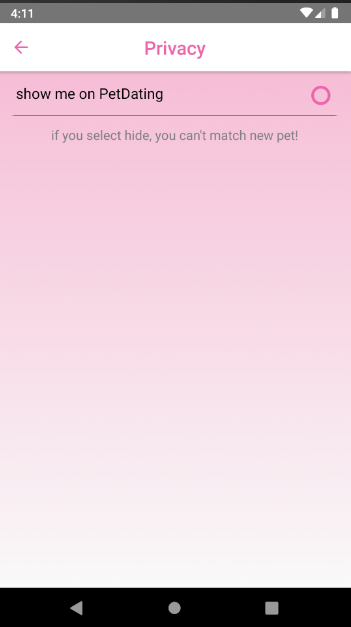 4:11
Privacy
show me on PetDating
if you select hide, you can't match new pet!